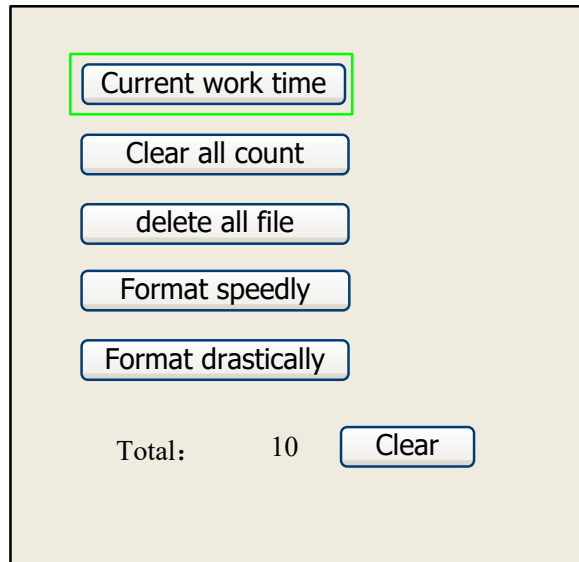 Current work time
Clear all count
delete all file
Format speedly
Format drastically
Total： 10 Clear